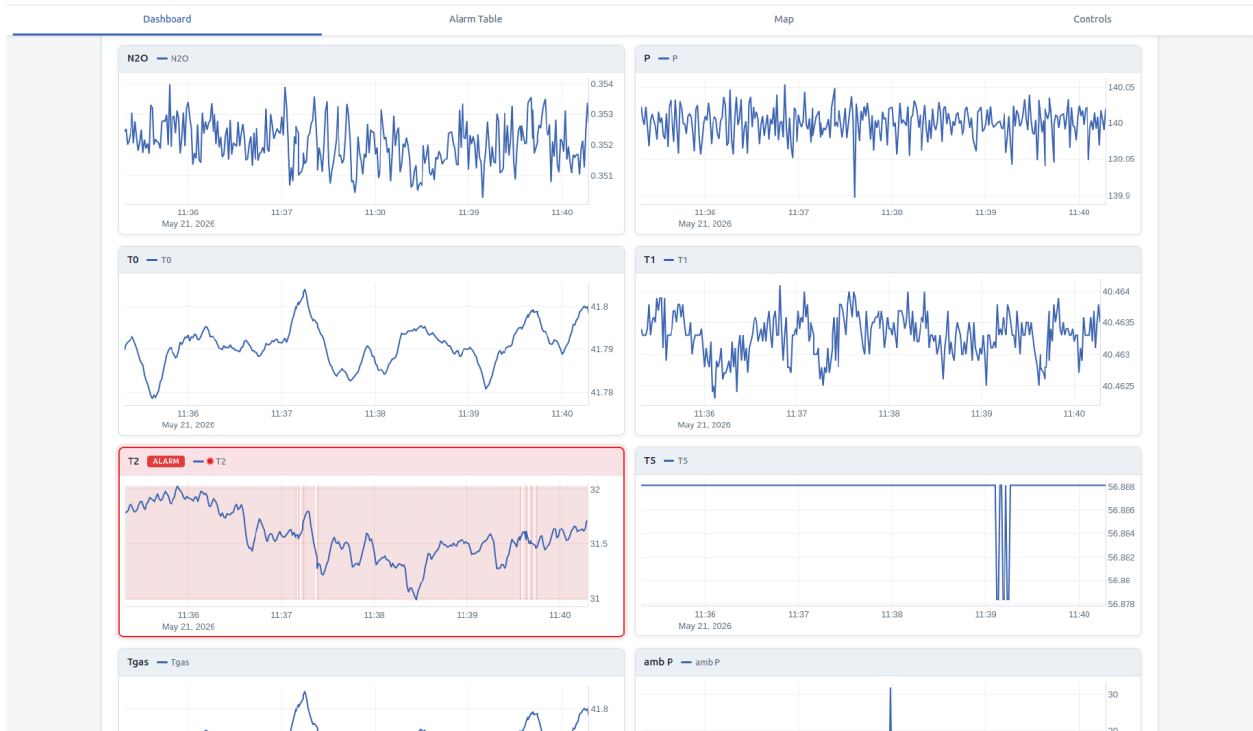 Dashboard Alarm Table Map Controls
N2O N2O
0.354
0.353
0.352
0.351
11:36 11:37 11:38 11:39 11:40
May 21, 2026
P P
140.05
140
139.95
139.9
11:36 11:37 11:38 11:39 11:40
May 21, 2026
T0 T0
41.8
41.79
41.78
11:36 11:37 11:38 11:39 11:40
May 21, 2026
T1 T1
40.464
40.4635
40.463
40.4625
11:36 11:37 11:38 11:39 11:40
May 21, 2026
T2 ALARM T2
32
31.5
31
11:36 11:37 11:38 11:39 11:40
May 21, 2026
T5 T5
56.888
56.886
56.884
56.882
56.88
56.878
11:36 11:37 11:38 11:39 11:40
May 21, 2026
Tgas Tgas
41.8
amb P amb P
30
20